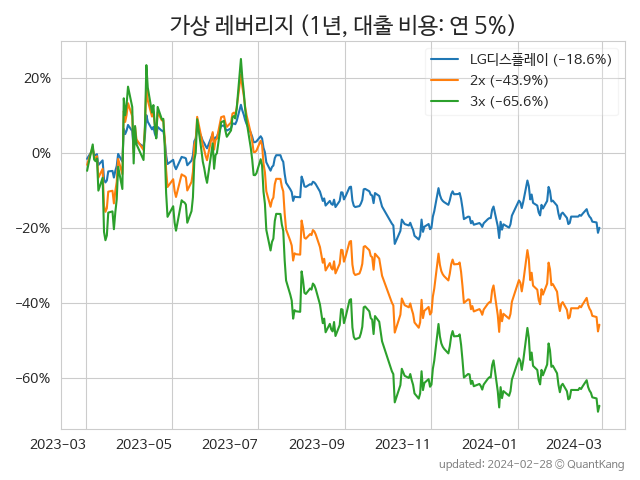 가상 레버리지 (1년, 대출 비용: 연 5%)
LG디스플레이 (−18.6%)
2x (−43.9%)
3x (−65.6%)
20%
0%
−20%
−40%
−60%
2023-03 2023-05 2023-07 2023-09 2023-11 2024-01 2024-03
updated: 2024-02-28 © QuantKang